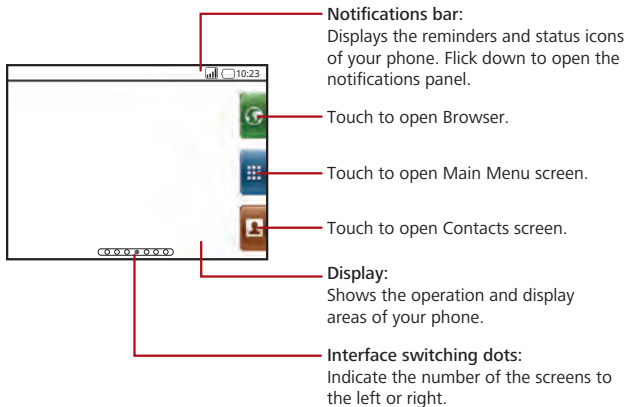 Notifications bar:
Displays the reminders and status icons
of your phone. Flick down to open the
notifications panel.
10:23
Touch to open Browser.
Touch to open Main Menu screen.
Touch to open Contacts screen.
Display:
Shows the operation and display
areas of your phone.
Interface switching dots:
Indicate the number of the screens to
the left or right.